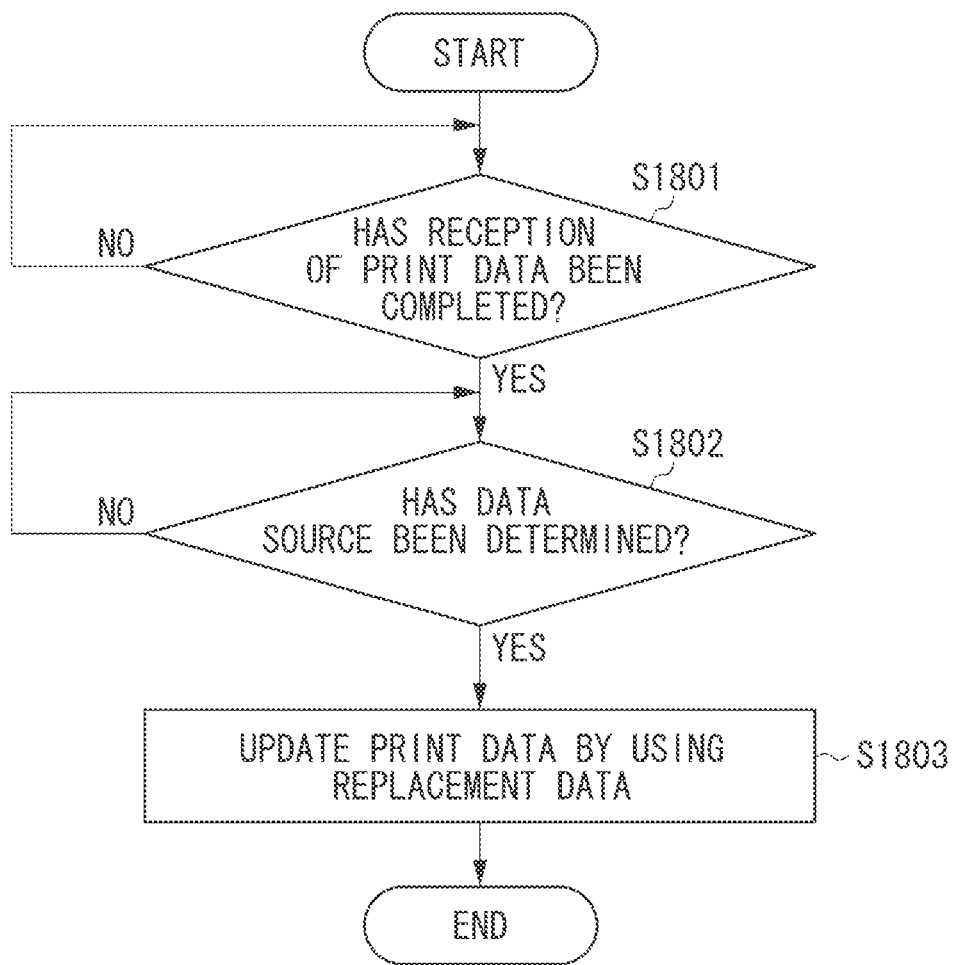 START
S1801
HAS RECEPTION
NO
OF PRINT DATA BEEN
COMPLETED?
YES
S1802
HAS DATA
NO
SOURCE BEEN DETERMINED?
YES
UPDATE PRINT DATA BY USING
S1803
REPLACEMENT DATA
END